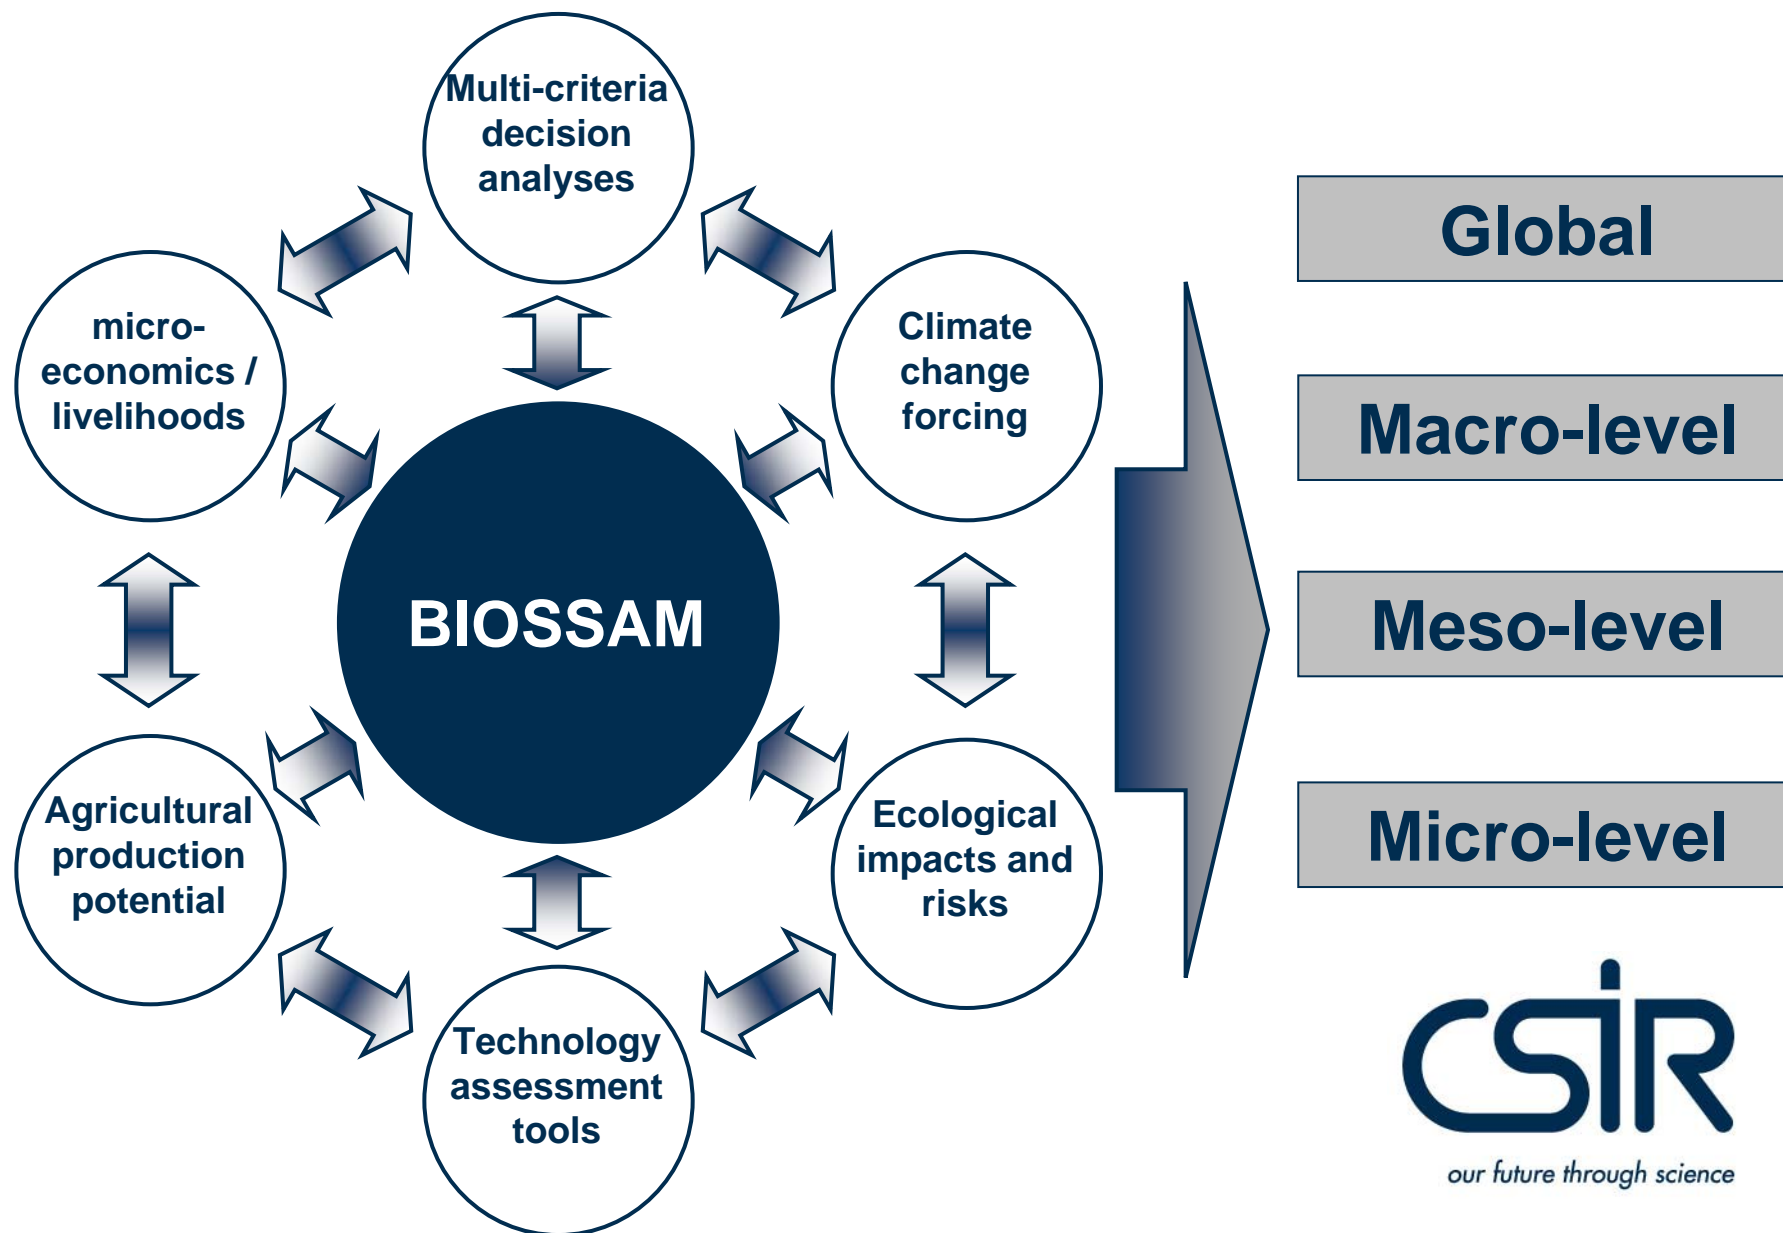 Multi-criteria
decision
analyses
micro-
economics /
livelihoods
Climate
change
forcing
BIOSSAM
Agricultural
production
potential
Ecological
impacts and
risks
Technology
assessment
tools
Global
Macro-level
Meso-level
Micro-level
CSIR
our future through science